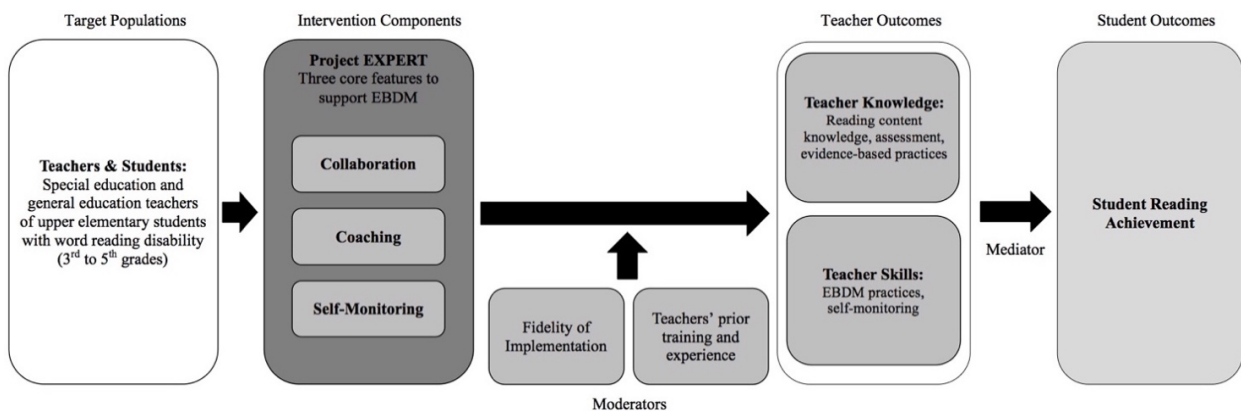 Target Populations
Intervention Components
Teacher Outcomes
Student Outcomes
Teachers & Students:
Special education and
general education teachers
of upper elementary students
with word reading disability
(3rd to 5th grades)
Project EXPERT
Three core features to
support EBDM
Collaboration
Coaching
Self-Monitoring
Fidelity of
Implementation
Teachers’ prior
training and
experience
Moderators
Teacher Knowledge:
Reading content
knowledge, assessment,
evidence-based practices
Teacher Skills:
EBDM practices,
self-monitoring
Mediator
Student Reading
Achievement